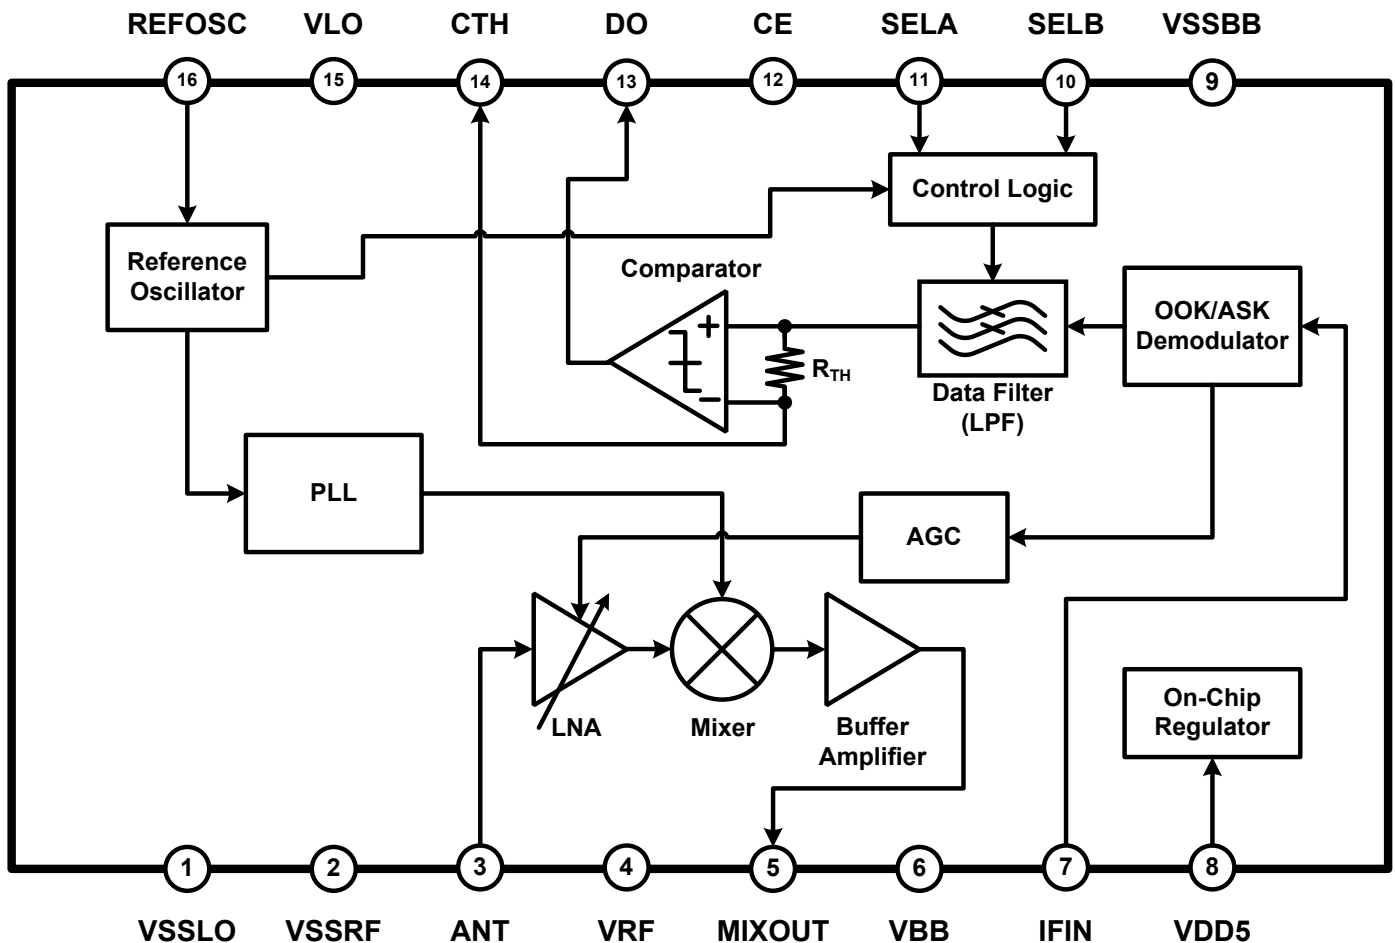 REFOSC VLO CTH DO CE SELA SELB VSSBB
16 15 14 13 12 11 10 9
Control Logic
Reference
Oscillator
Comparator
+
−
RTH
Data Filter
(LPF)
OOK/ASK
Demodulator
PLL
AGC
LNA
Mixer
Buffer
Amplifier
On-Chip
Regulator
1 2 3 4 5 6 7 8
VSSLO VSSRF ANT VRF MIXOUT VBB IFIN VDD5